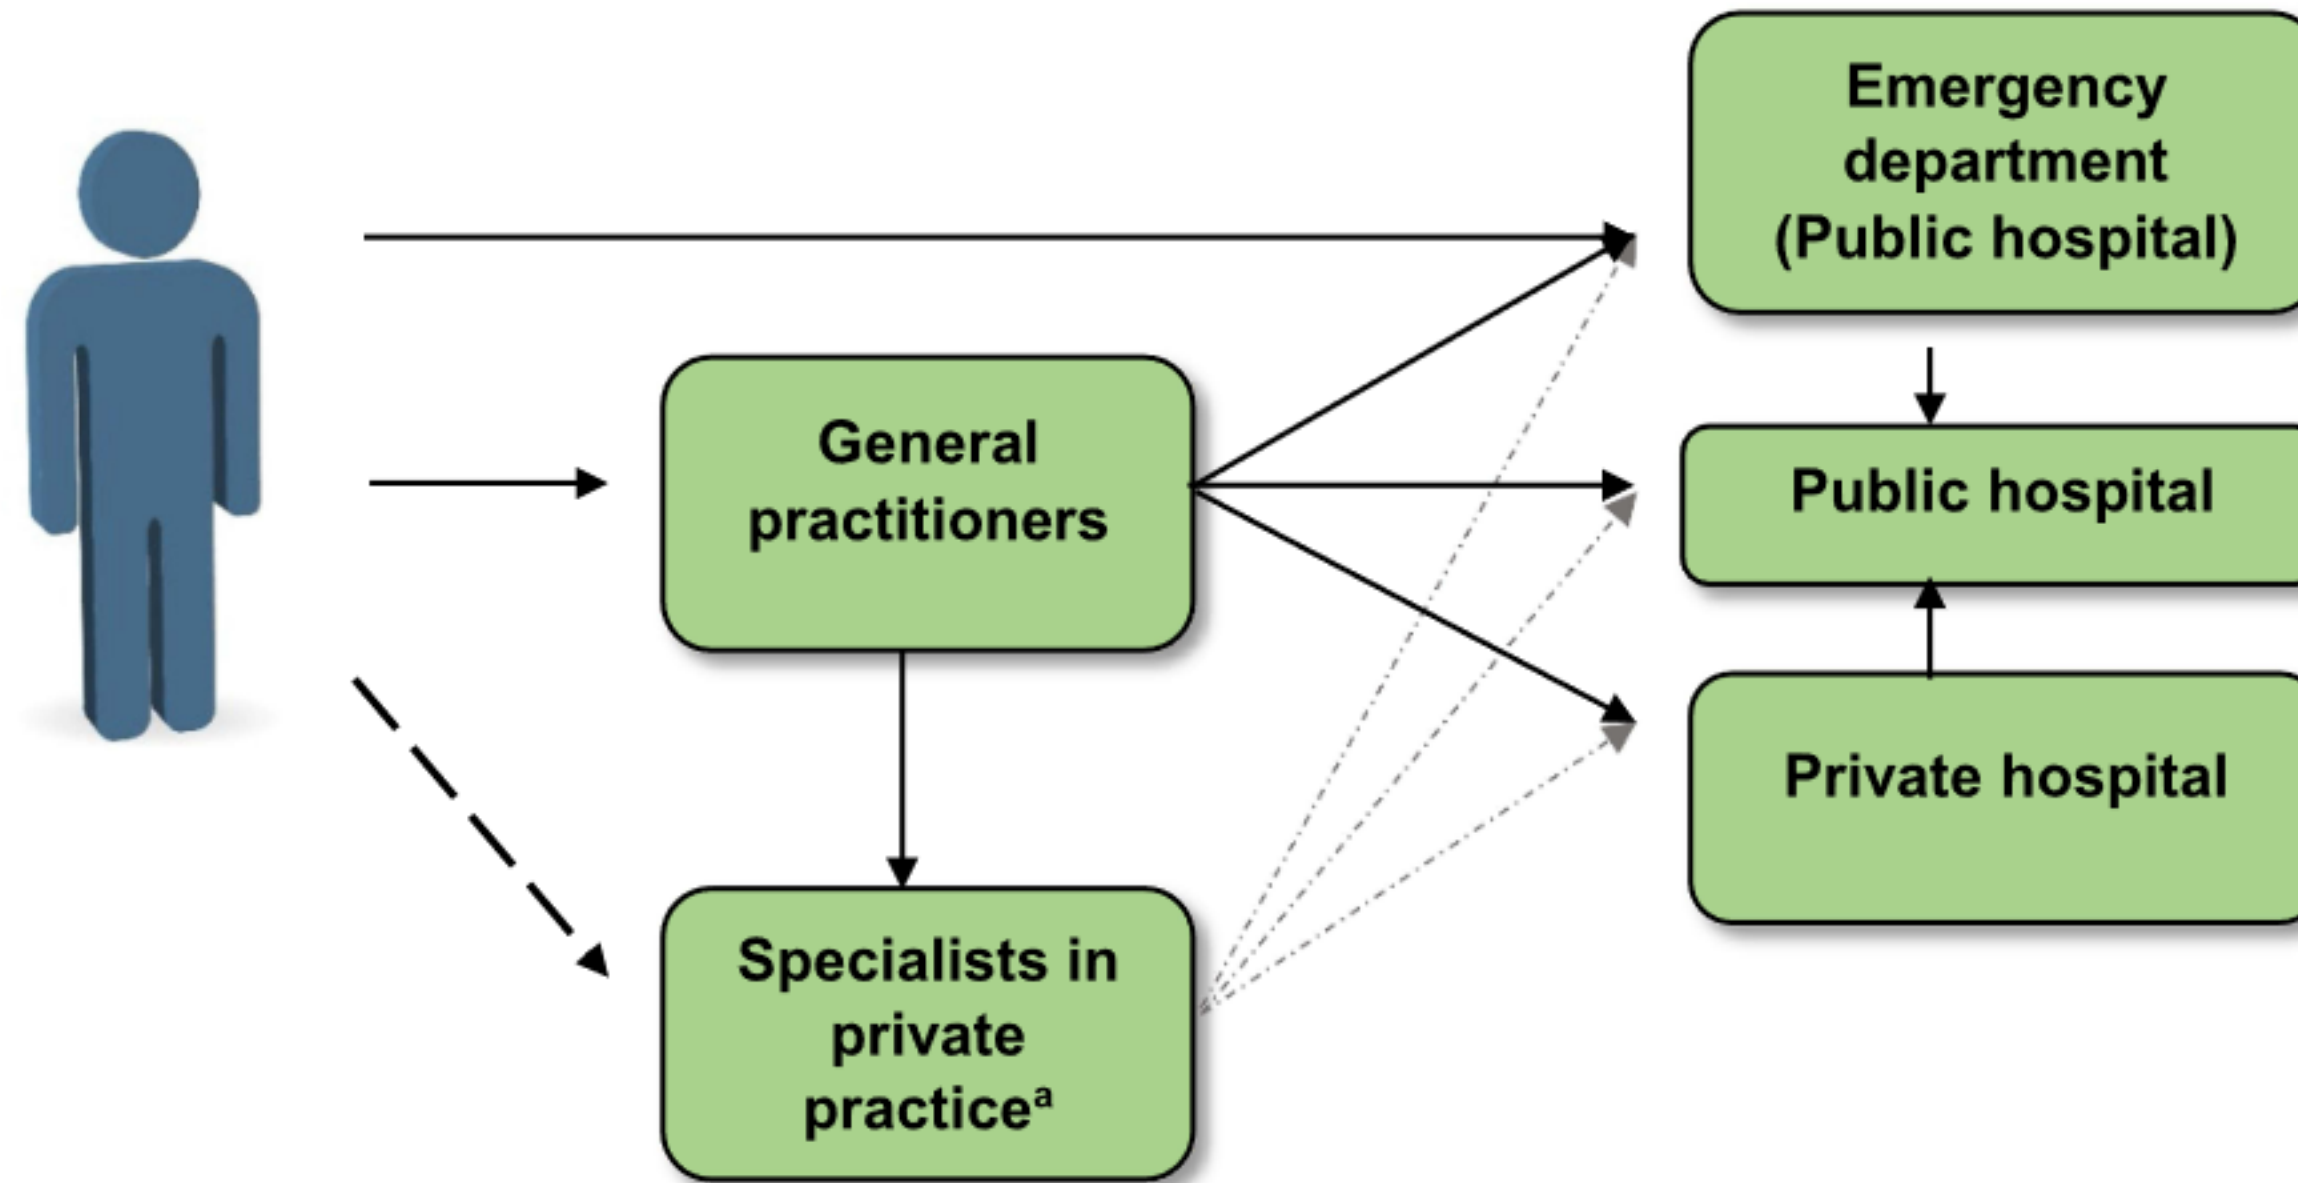 Emergency
department
(Public hospital)
General
practitioners
Public hospital
Private hospital
Specialists in
private
practiceᵃ